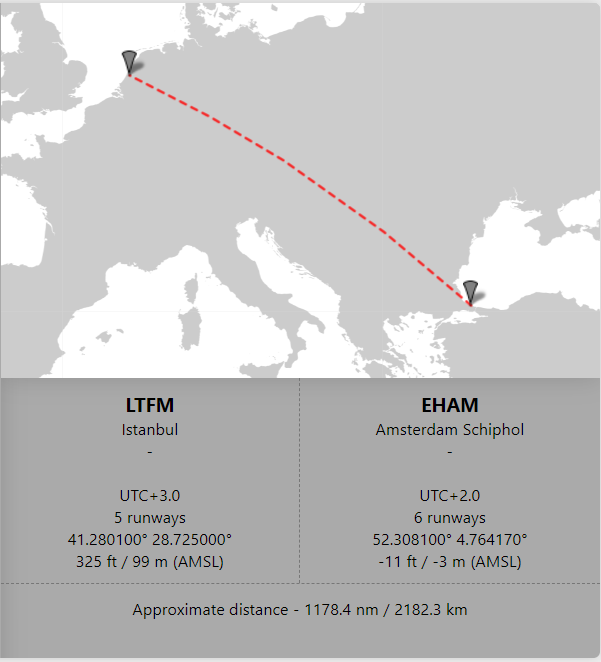 LTFM
Istanbul
-
UTC+3.0
5 runways
41.280100° 28.725000°
325 ft / 99 m (AMSL)
EHAM
Amsterdam Schiphol
-
UTC+2.0
6 runways
52.308100° 4.764170°
-11 ft / -3 m (AMSL)
Approximate distance - 1178.4 nm / 2182.3 km